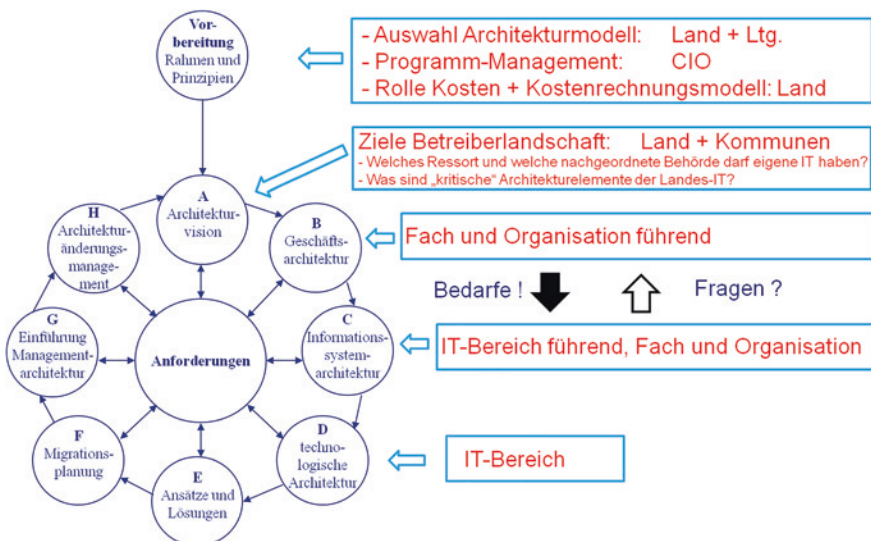 Vor-
bereitung
Rahmen und
Prinzipien
- Auswahl Architekturmodell: Land + Ltg.
- Programm-Management: CIO
- Rolle Kosten + Kostenrechnungsmodell: Land
Ziele Betreiberlandschaft: Land + Kommunen
- Welches Ressort und welche nachgeordnete Behörde darf eigene IT haben?
- Was sind „kritische“ Architekturelemente der Landes-IT?
A
Architektur-
vision
B
Geschäfts-
architektur
Fach und Organisation führend
Bedarfe !
Fragen ?
C
Informations-
system-
architektur
IT-Bereich führend, Fach und Organisation
D
techno-
logische
Architektur
IT-Bereich
E
Ansätze und
Lösungen
F
Migrations-
planung
G
Einführung
Management-
architektur
H
Architektur-
änderungs-
manage-
ment
Anforderungen